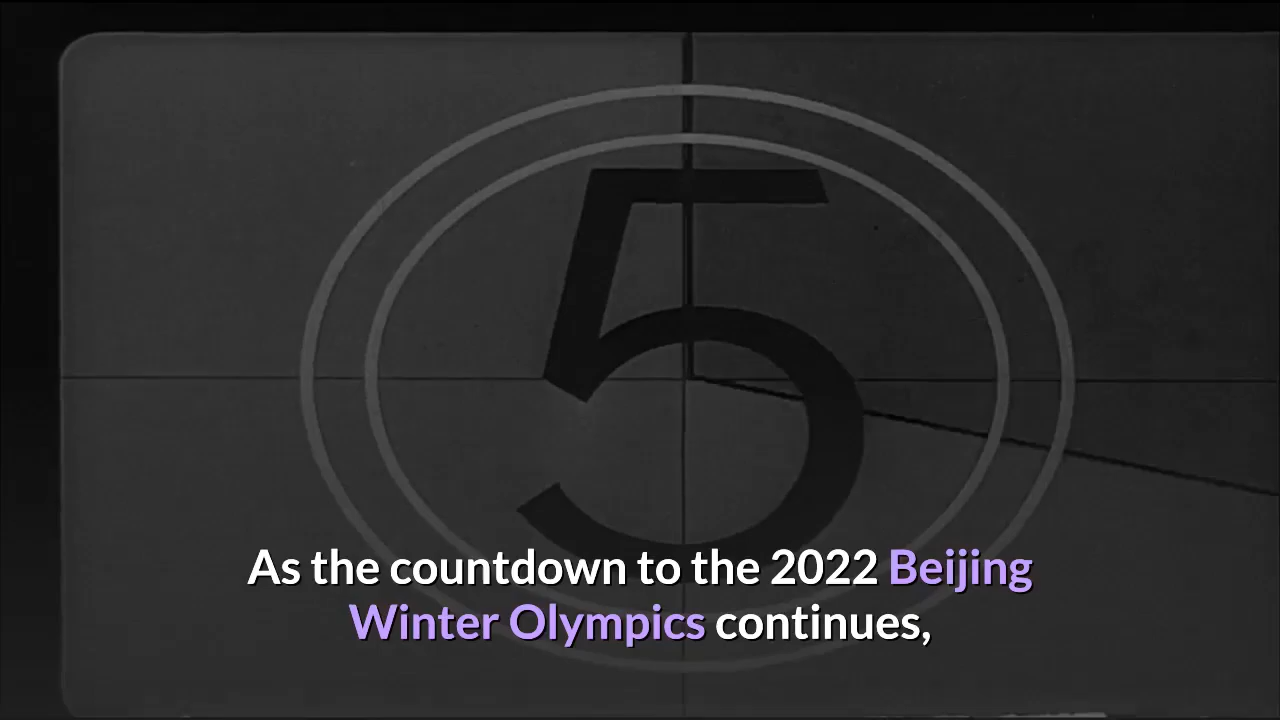 5
As the countdown to the 2022 Beijing
Winter Olympics continues,